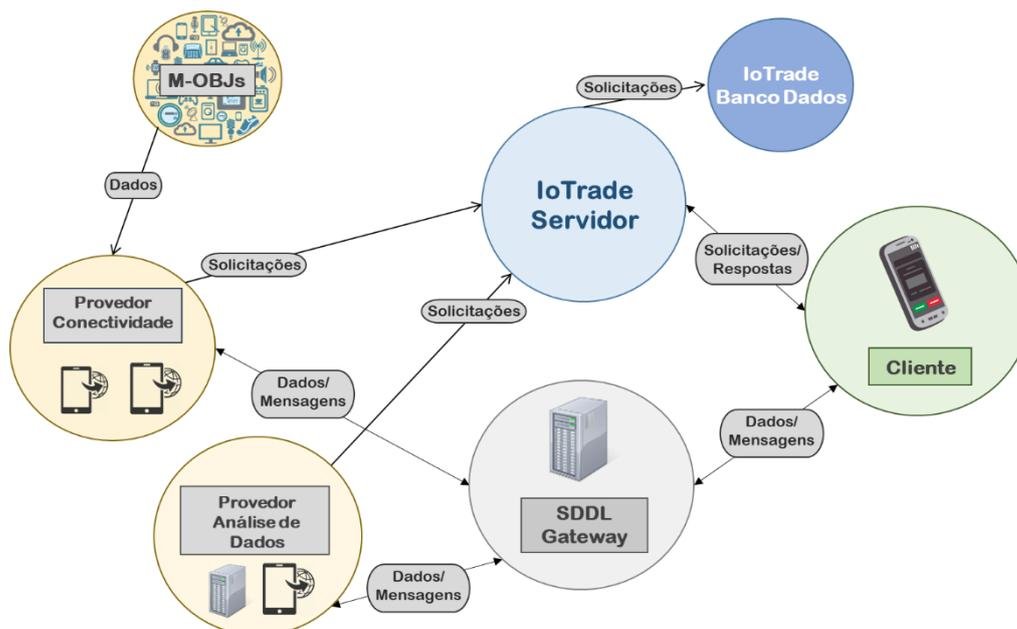 M-OBJs
Solicitações
IoTrade
Banco Dados
Dados
IoTrade
Servidor
Solicitações
Solicitações/
Respostas
Provedor
Conectividade
Solicitações
Cliente
Dados/
Mensagens
Dados/
Mensagens
Provedor
Análise de
Dados
SDDL
Gateway
Dados/
Mensagens